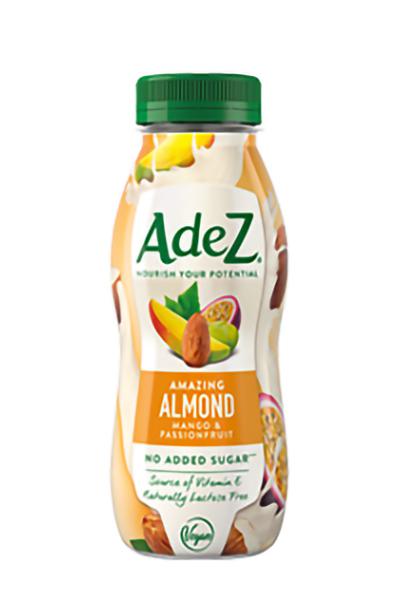 AdeZ®
NOURISH YOUR POTENTIAL
AMAZING
ALMOND
MANGO &
PASSIONFRUIT
NO ADDED SUGAR***
Source of Vitamin E
Naturally Lactose Free
Vegan